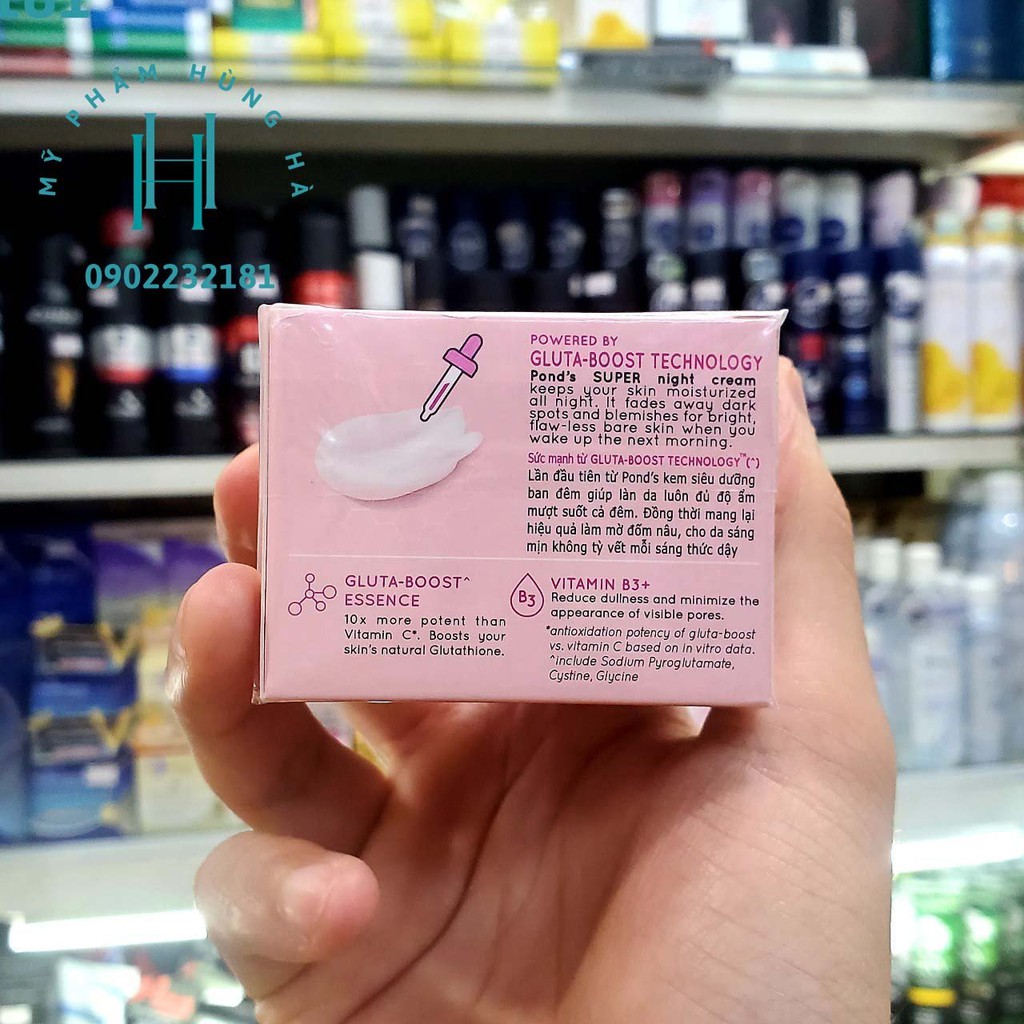 MỸ PHẨM HÙNG HÀ
0902232181
POWERED BY
GLUTA-BOOST TECHNOLOGY
Pond's SUPER night cream
keeps your skin moisturized
all night. It fades away dark
spots and blemishes for bright,
flaw-less bare skin when you
wake up the next morning.
Sức mạnh từ GLUTA-BOOST TECHNOLOGY™(^)
Lần đầu tiên từ Pond's kem siêu dưỡng
ban đêm giúp làn da luôn đủ độ ẩm
mượt suốt cả đêm. Đồng thời mang lại
hiệu quả làm mờ đốm nâu, cho da sáng
mịn không tỳ vết mỗi sáng thức dậy
GLUTA-BOOST^
ESSENCE
10x more potent than
Vitamin C*. Boosts your
skin's natural Glutathione.
B3
VITAMIN B3+
Reduce dullness and minimize the
appearance of visible pores.
*antioxidation potency of gluta-boost
vs. vitamin C based on in vitro data.
^include Sodium Pyroglutamate,
Cystine, Glycine